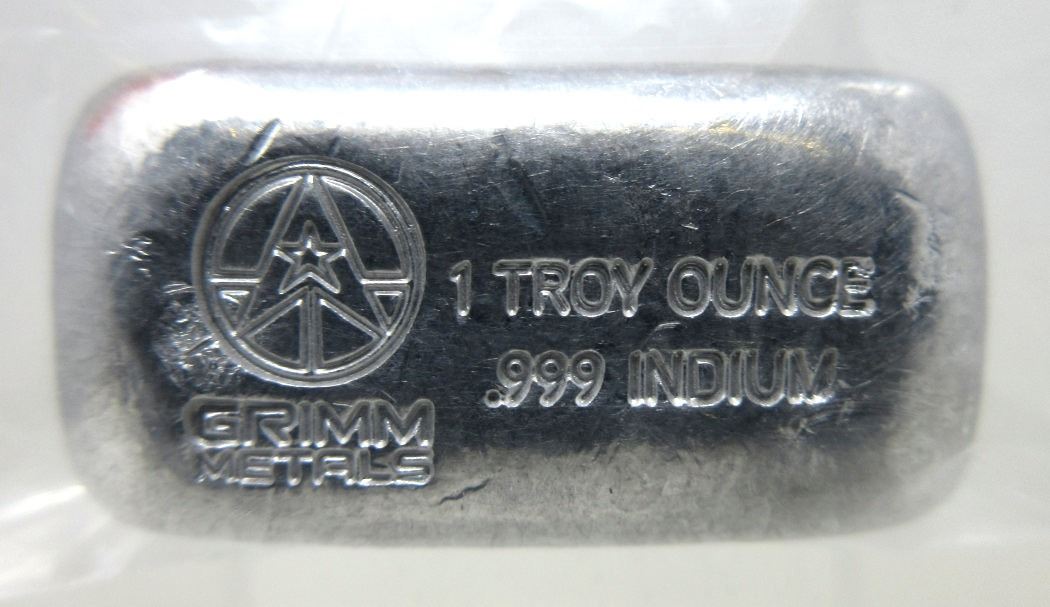 1 TROY OUNCE
.999 INDIUM
GRIMM
METALS